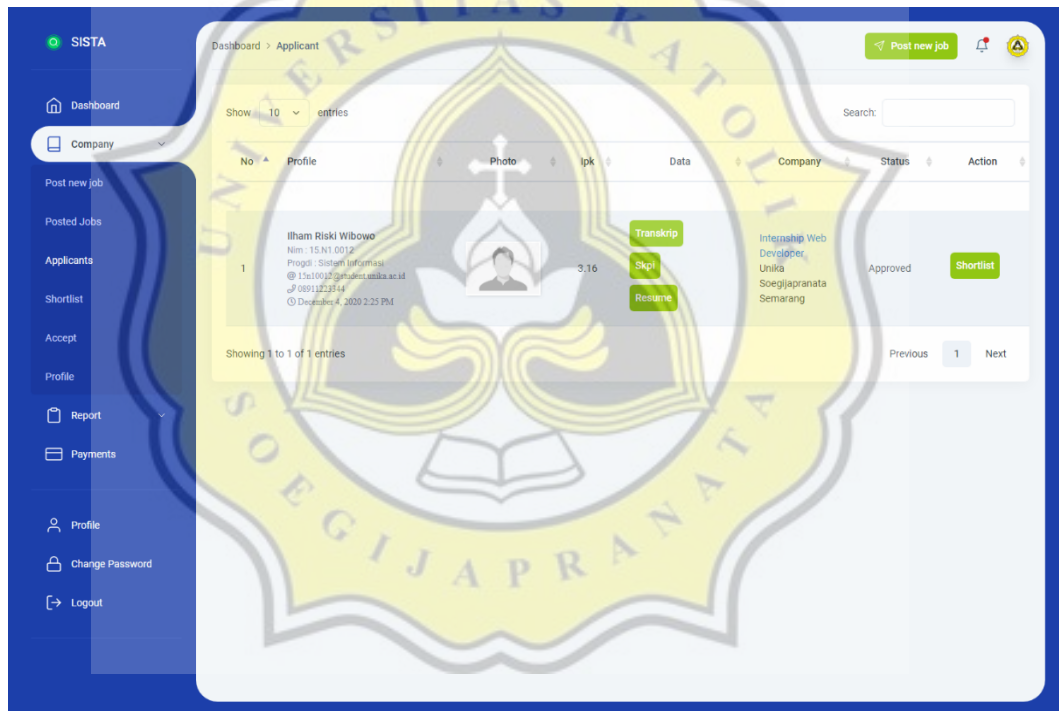 UNIVERSITAS KATOLIK
SOEGIJAPRANATA
SISTA
Dashboard
Company
Post new job
Posted Jobs
Applicants
Shortlist
Accept
Profile
Report
Payments
Profile
Change Password
Logout
Dashboard > Applicant
Post new job
Show 10 entries
Search:
No Profile Photo Ipk Data Company Status Action
1
Ilham Riski Wibowo
Nim : 15.N1.0012
Progdi : Sistem Informasi
@ 15n10012@student.unika.ac.id
08911223344
December 4, 2020 2:25 PM
3.16
Transkrip
Skpi
Resume
Internship Web
Developer
Unika
Soegijapranata
Semarang
Approved
Shortlist
Showing 1 to 1 of 1 entries
Previous 1 Next